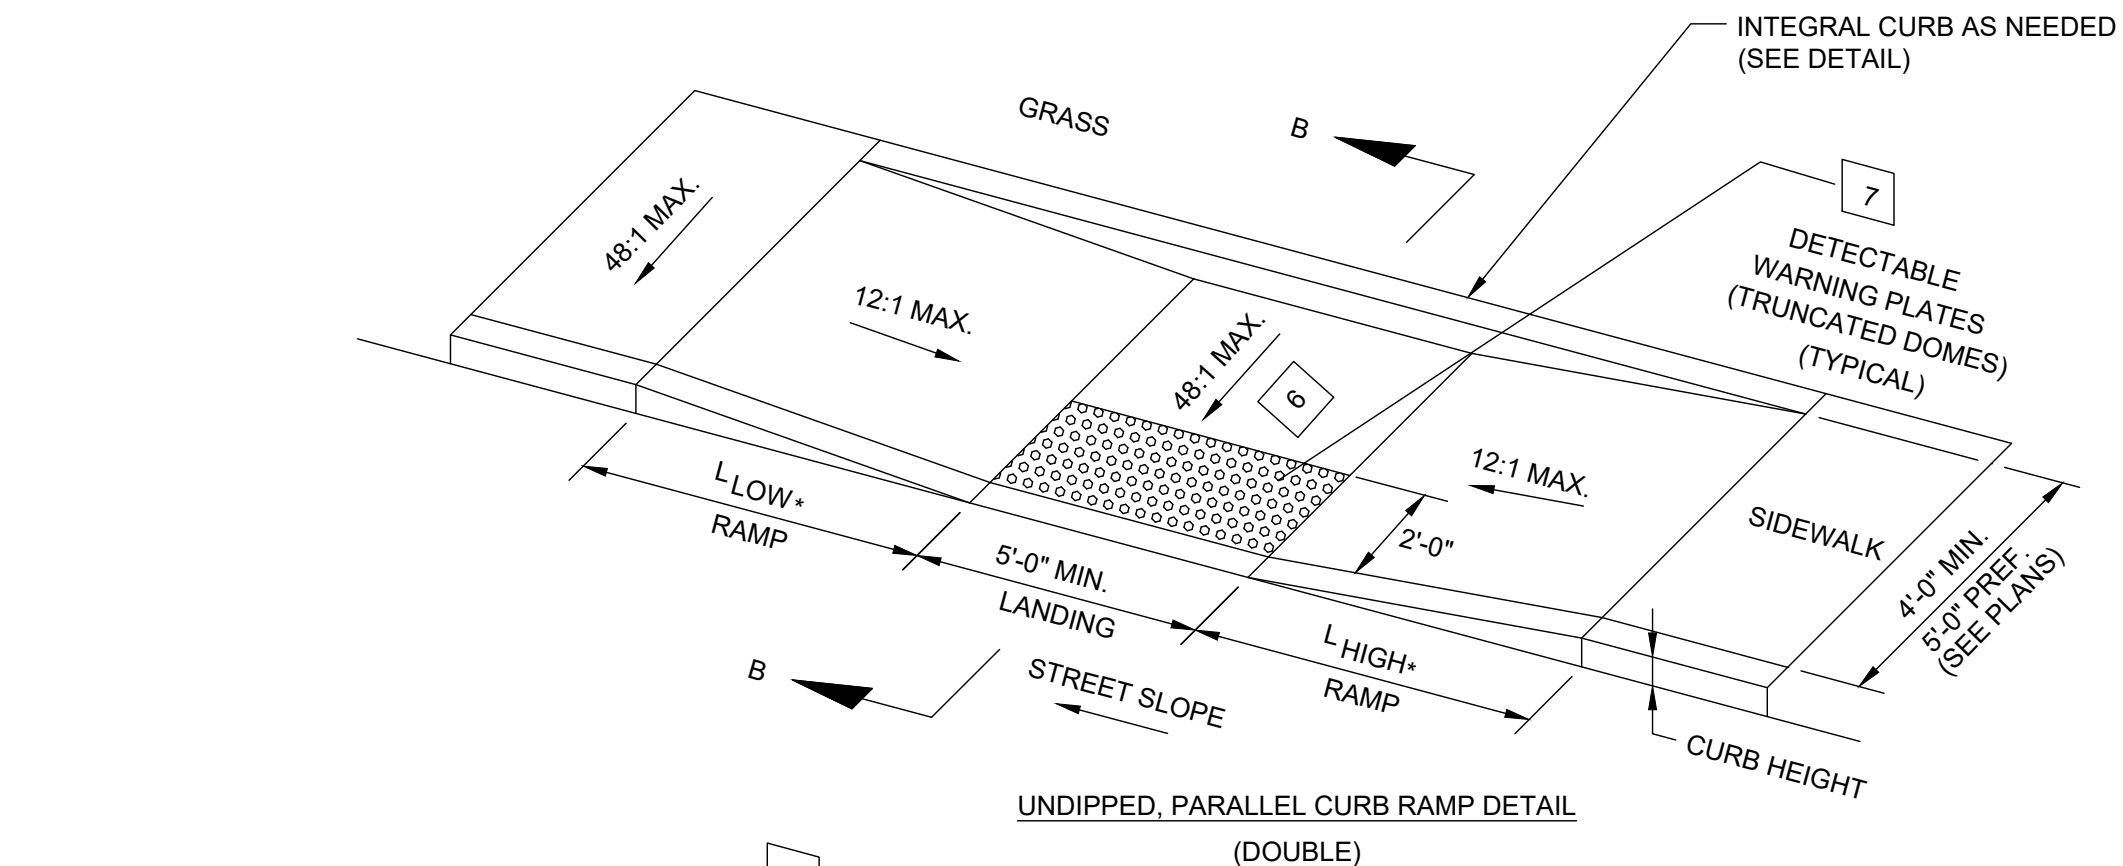 INTEGRAL CURB AS NEEDED
(SEE DETAIL)
GRASS
B
7
DETECTABLE
WARNING PLATES
(TRUNCATED DOMES)
(TYPICAL)
48:1 MAX.
12:1 MAX.
48:1 MAX.
6
12:1 MAX.
2'-0"
SIDEWALK
4'-0" MIN.
5'-0" PREF.
(SEE PLANS)
L LOW*
RAMP
5'-0" MIN.
LANDING
L HIGH*
RAMP
B
STREET SLOPE
CURB HEIGHT
UNDIPPED, PARALLEL CURB RAMP DETAIL
(DOUBLE)